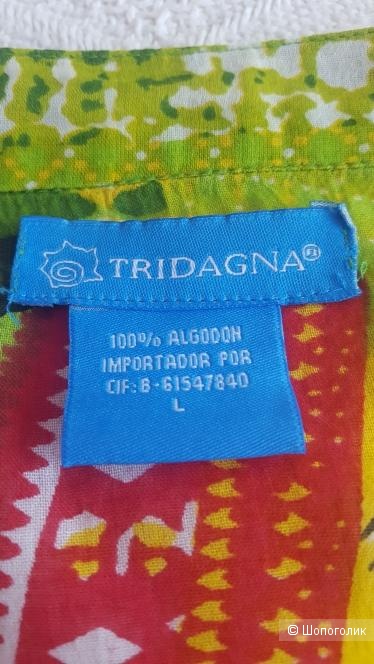 TRIDAGNA
100% ALGODON
IMPORTADOR POR
CIF: B-61547840
L
© Шопоголик